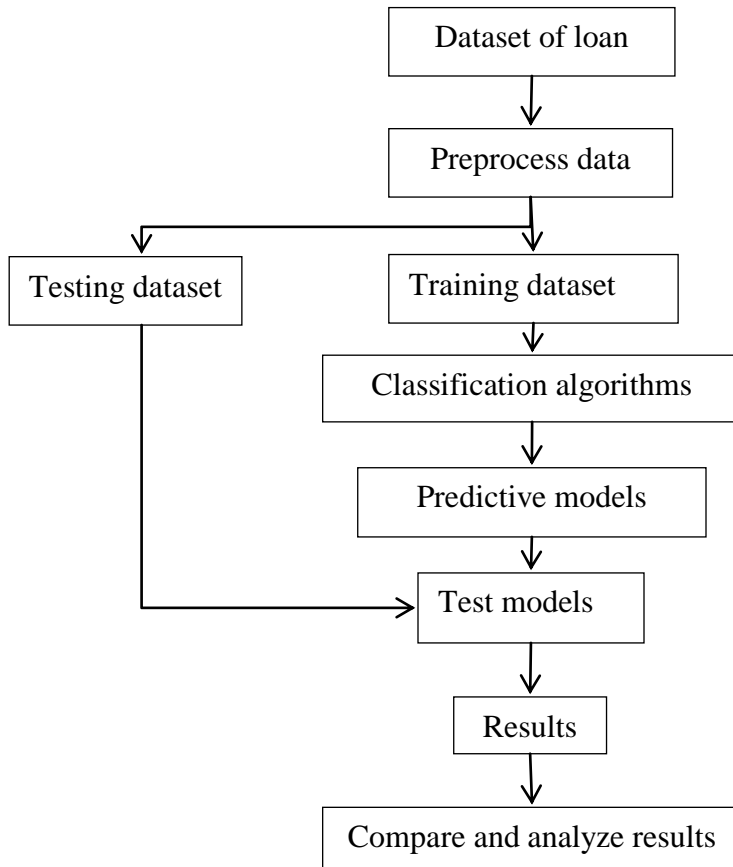 Dataset of loan
Preprocess data
Testing dataset
Training dataset
Classification algorithms
Predictive models
Test models
Results
Compare and analyze results